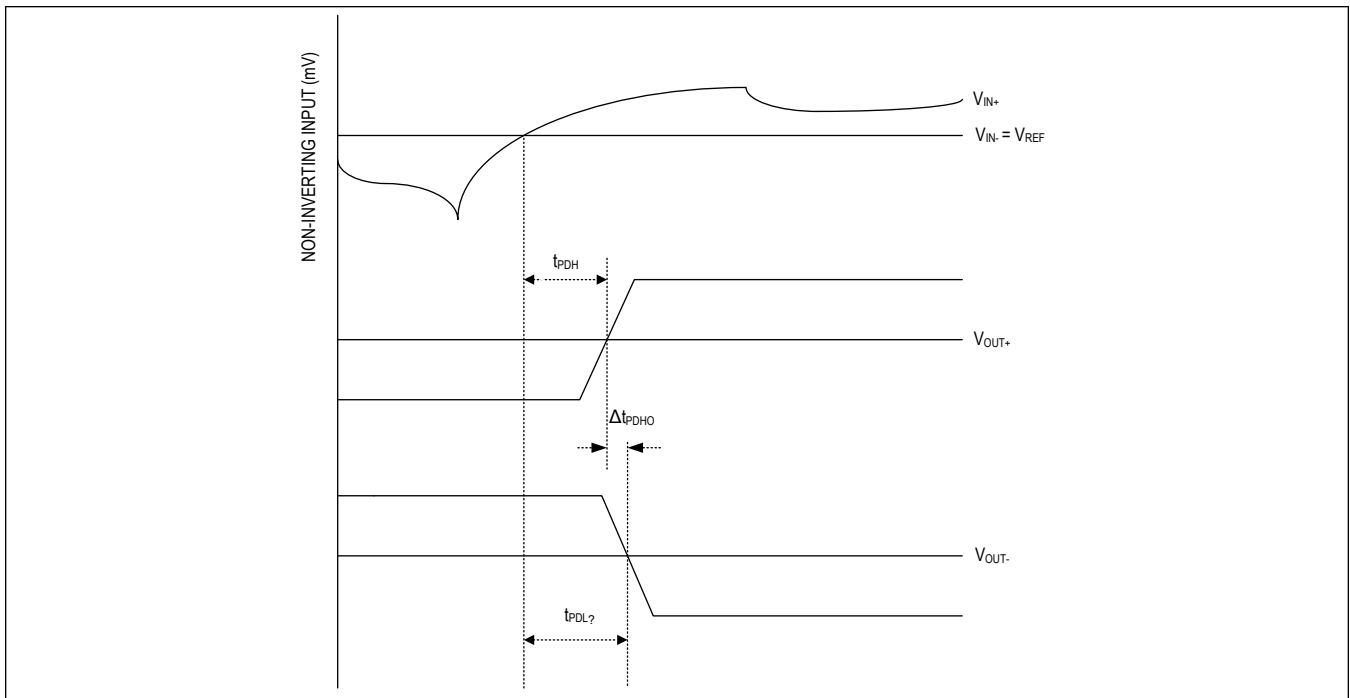 NON-INVERTING INPUT (mV)
VIN+
VIN- = VREF
tPDH
VOUT+
ΔtPDHO
VOUT-
tPDL?